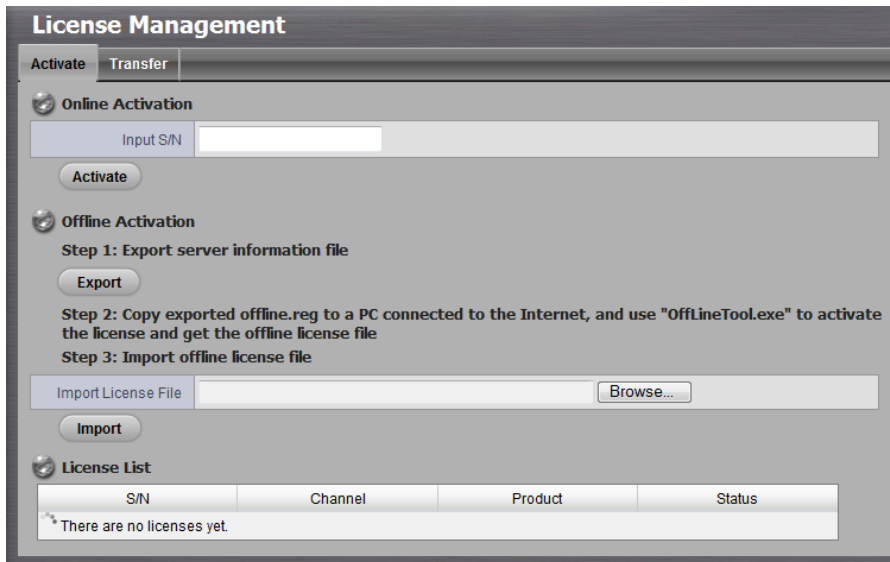 License Management
Activate Transfer
Online Activation
Input S/N
Activate
Offline Activation
Step 1: Export server information file
Export
Step 2: Copy exported offline.reg to a PC connected to the Internet, and use "OffLineTool.exe" to activate
the license and get the offline license file
Step 3: Import offline license file
Import License File Browse...
Import
License List
S/N Channel Product Status
There are no licenses yet.